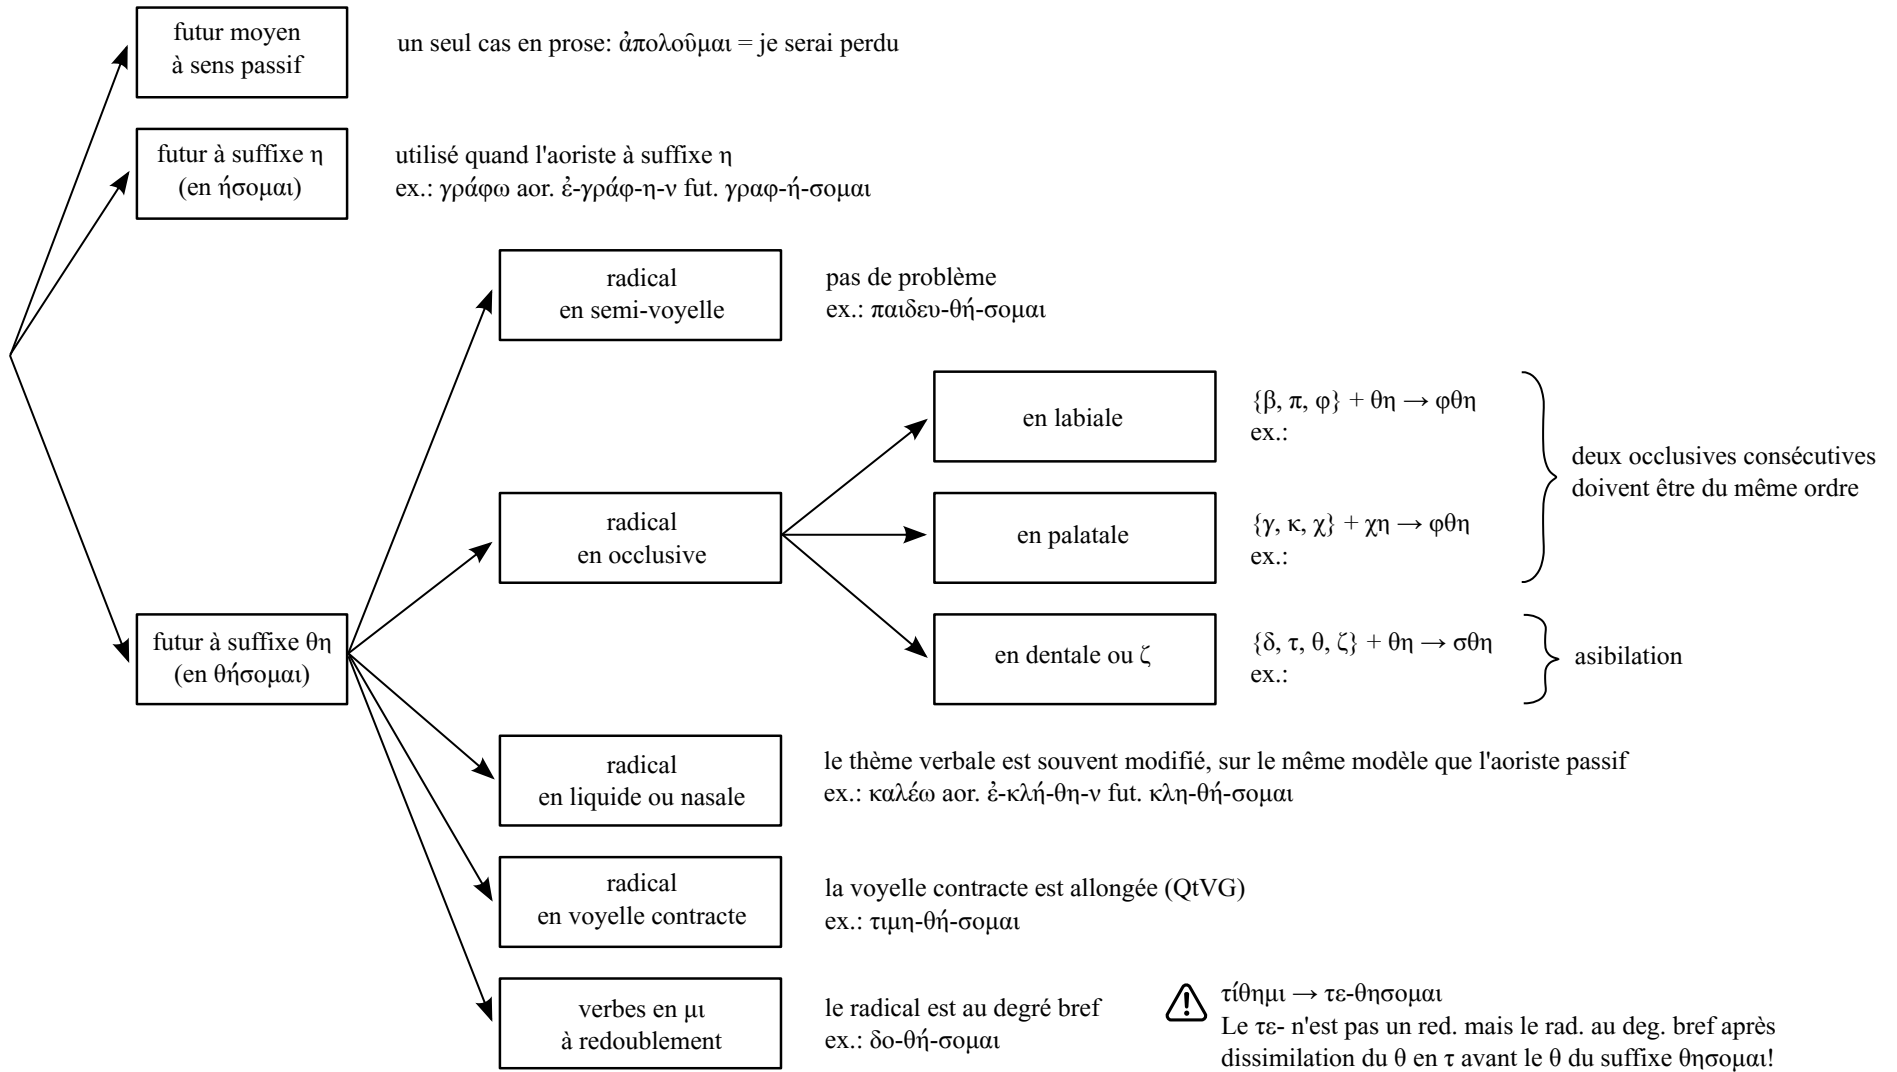 futur moyen
à sens passif
un seul cas en prose: ἀπολοῦμαι = je serai perdu
futur à suffixe η
(en ήσομαι)
utilisé quand l'aoriste à suffixe η
ex.: γράφω aor. ἐ-γράφ-η-ν fut. γραφ-ή-σομαι
radical
en semi-voyelle
pas de problème
ex.: παιδευ-θή-σομαι
en labiale
{β, π, φ} + θη → φθη
ex.:
deux occlusives consécutives
doivent être du même ordre
radical
en occlusive
en palatale
{γ, κ, χ} + χη → φθη
ex.:
futur à suffixe θη
(en θήσομαι)
en dentale ou ζ
{δ, τ, θ, ζ} + θη → σθη
ex.:
asibilation
radical
en liquide ou nasale
le thème verbale est souvent modifié, sur le même modèle que l'aoriste passif
ex.: καλέω aor. ἐ-κλή-θη-ν fut. κλη-θή-σομαι
radical
en voyelle contracte
la voyelle contracte est allongée (QtVG)
ex.: τιμη-θή-σομαι
verbes en μι
à redoublement
le radical est au degré bref
ex.: δο-θή-σομαι
τίθημι → τε-θησομαι
Le τε- n'est pas un red. mais le rad. au deg. bref après
dissimilation du θ en τ avant le θ du suffixe θησομαι!